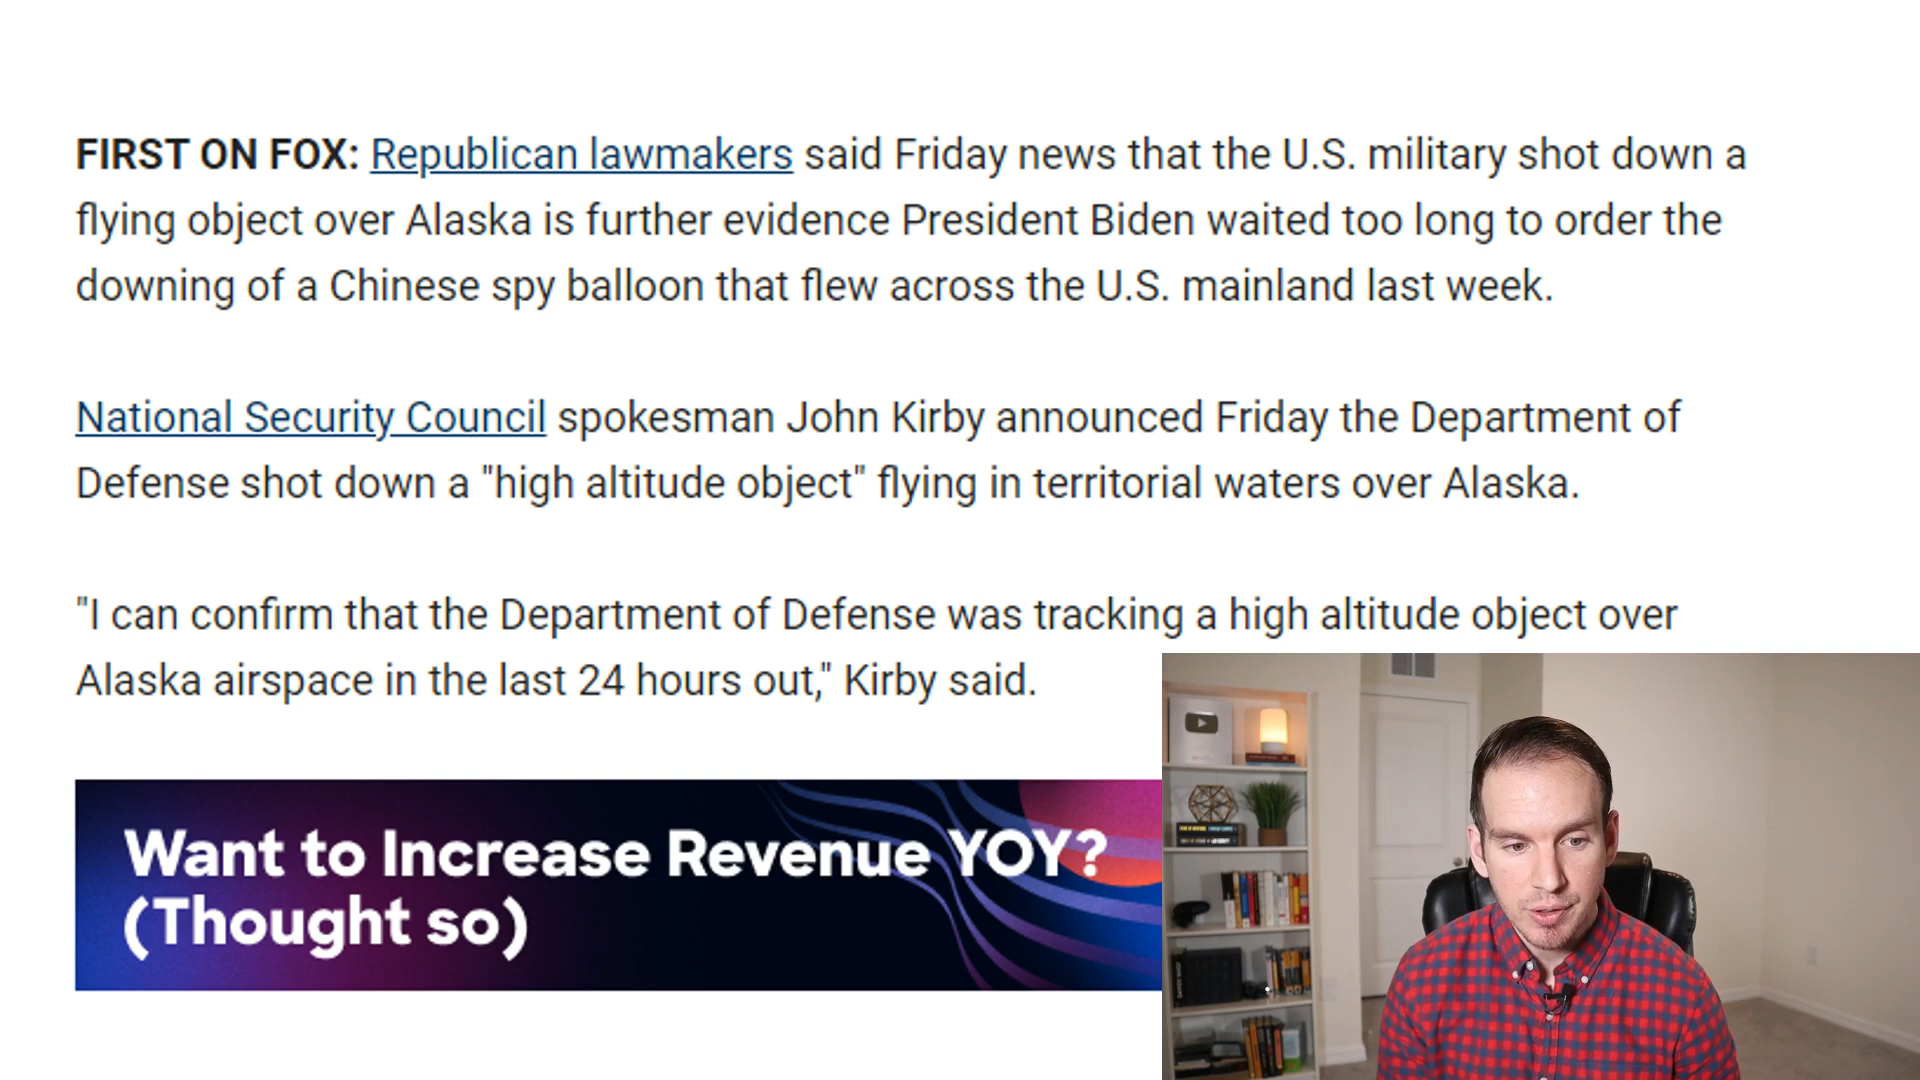 FIRST ON FOX: Republican lawmakers said Friday news that the U.S. military shot down a
flying object over Alaska is further evidence President Biden waited too long to order the
downing of a Chinese spy balloon that flew across the U.S. mainland last week.
National Security Council spokesman John Kirby announced Friday the Department of
Defense shot down a "high altitude object" flying in territorial waters over Alaska.
"I can confirm that the Department of Defense was tracking a high altitude object over
Alaska airspace in the last 24 hours out," Kirby said.
Want to Increase Revenue YOY?
(Thought so)